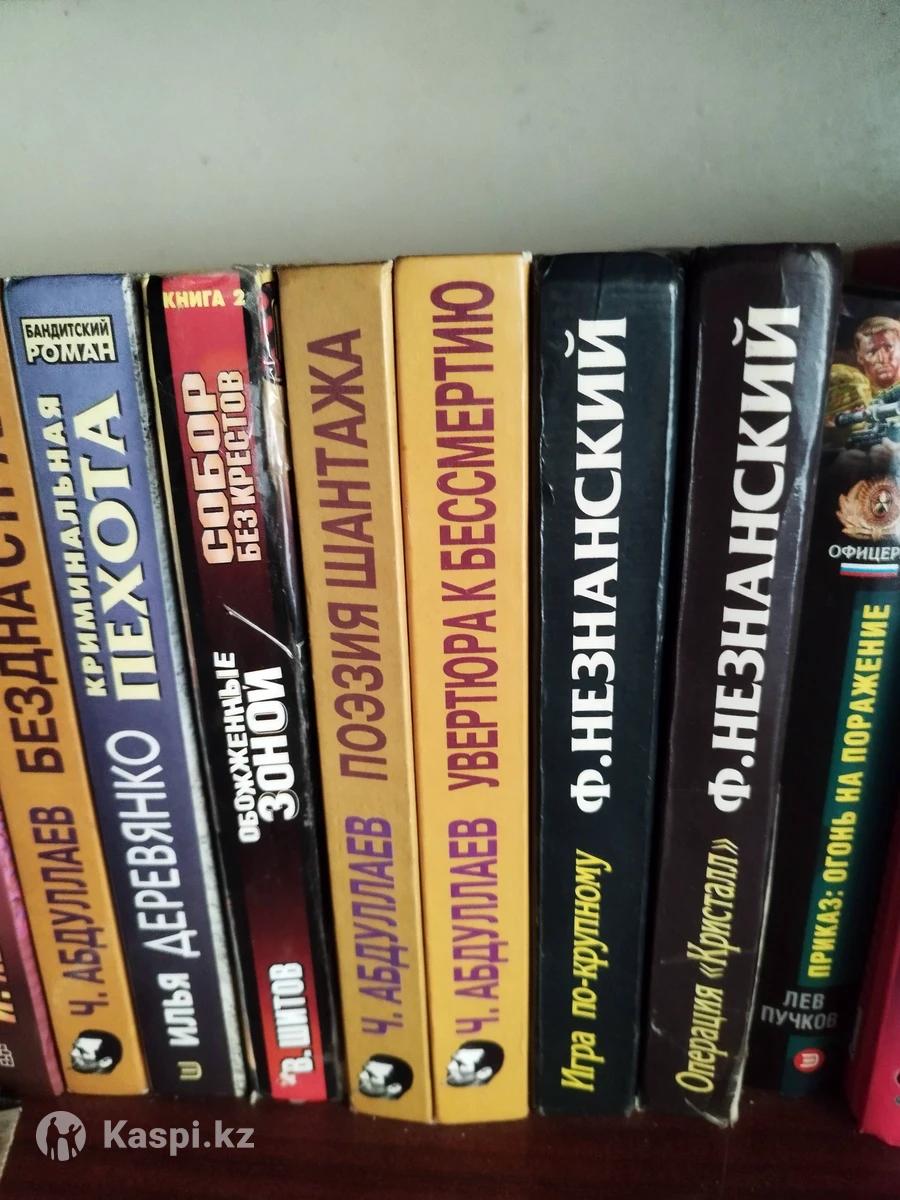 Ч. АБДУЛЛАЕВ БЕЗДНА
БАНДИТСКИЙ
РОМАН
КРИМИНАЛЬНАЯ
ПЕХОТА
ИЛЬЯ ДЕРЕВЯНКО
КНИГА 2
СОБОР
БЕЗ КРЕСТОВ
ОБОЖЖЕННЫЕ
ЗОНОЙ
В. ШИТОВ
Ч. АБДУЛЛАЕВ ПОЭЗИЯ ШАНТАЖА
Ч. АБДУЛЛАЕВ УВЕРТЮРА К БЕССМЕРТИЮ
Игра по-крупному Ф. НЕЗНАНСКИЙ
Операция «Кристалл» Ф. НЕЗНАНСКИЙ
ОФИЦЕР
ПРИКАЗ: ОГОНЬ НА ПОРАЖЕНИЕ
ЛЕВ
ПУЧКОВ
Kaspi.kz